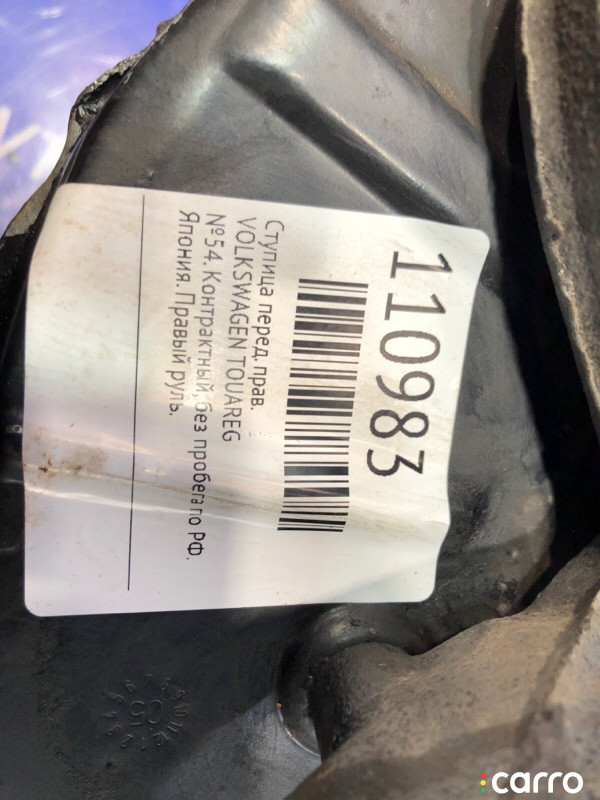 110983
Ступица перед. прав.
VOLKSWAGEN TOUAREG
№54. Контрактный, без пробега по РФ.
Япония. Правый руль.
carro